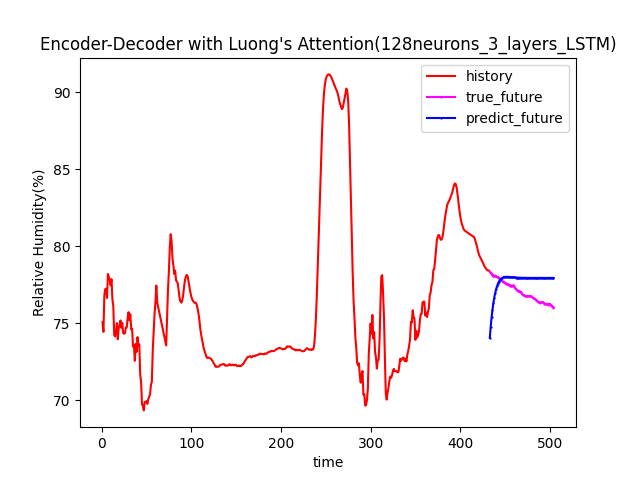 Encoder-Decoder with Luong's Attention(128neurons_3_layers_LSTM)
history
true_future
predict_future
90
85
80
75
70
Relative Humidity(%)
0 100 200 300 400 500
time